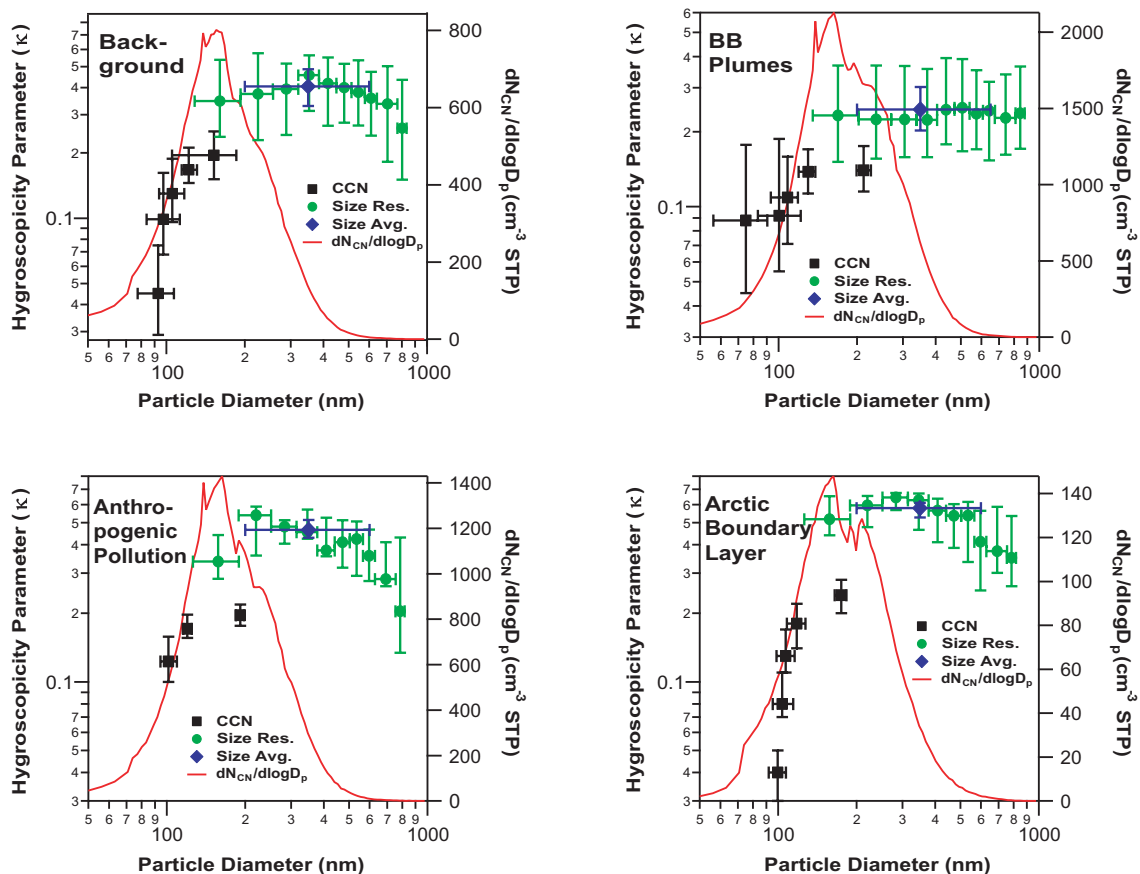 Back-
ground
Hygroscopicity Parameter (κ)
7
6
5
4
3
2
0.1
9
8
7
6
5
4
3
800
600
400
200
0
dN_CN/dlogD_p (cm⁻³ STP)
CCN
Size Res.
Size Avg.
dN_CN/dlogD_p
5 6 7 8 9 2 3 4 5 6 7 8 9
100 1000
Particle Diameter (nm)
BB
Plumes
Hygroscopicity Parameter (κ)
6
5
4
3
2
0.1
9
8
7
6
5
4
3
2000
1500
1000
500
0
dN_CN/dlogD_p (cm⁻³ STP)
CCN
Size Res.
Size Avg.
dN_CN/dlogD_p
5 6 7 8 9 2 3 4 5 6 7 8 9
100 1000
Particle Diameter (nm)
Anthro-
pogenic
Pollution
Hygroscopicity Parameter (κ)
8
7
6
5
4
3
2
0.1
9
8
7
6
5
4
3
1400
1200
1000
800
600
400
200
0
dN_CN/dlogD_p (cm⁻³ STP)
CCN
Size Res.
Size Avg.
dN_CN/dlogD_p
5 6 7 8 9 2 3 4 5 6 7 8 9
100 1000
Particle Diameter (nm)
Arctic
Boundary
Layer
Hygroscopicity Parameter (κ)
8
7
6
5
4
3
2
0.1
9
8
7
6
5
4
3
140
120
100
80
60
40
20
0
dN_CN/dlogD_p (cm⁻³ STP)
CCN
Size Res.
Size Avg.
dN_CN/dlogD_p
5 6 7 8 9 2 3 4 5 6 7 8 9
100 1000
Particle Diameter (nm)